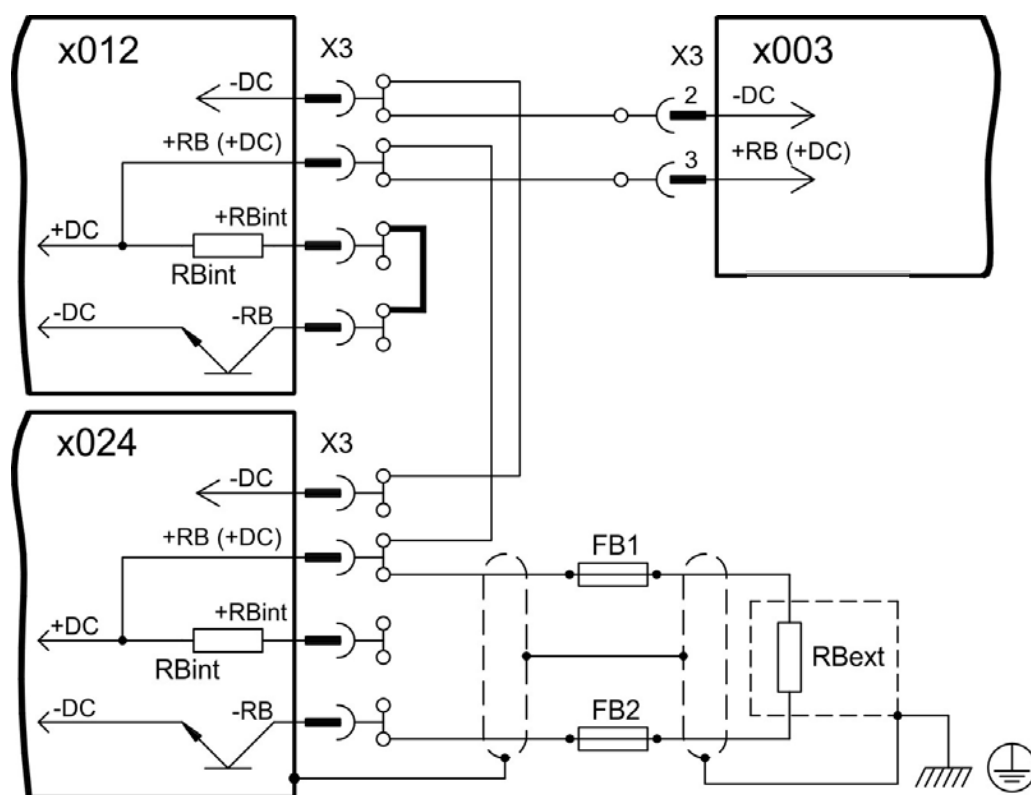 x012
X3
-DC
+RB (+DC)
+DC
+RBint
RBint
-DC
-RB
x003
X3
2
-DC
3
+RB (+DC)
x024
X3
-DC
+RB (+DC)
+DC
+RBint
RBint
-DC
-RB
FB1
FB2
RBext